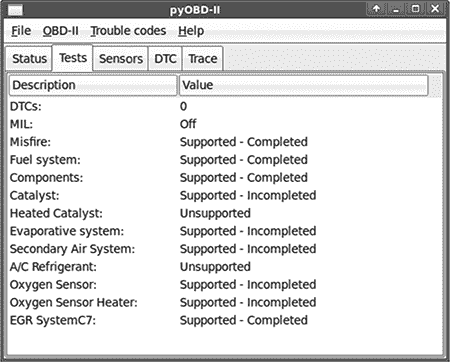 pyOBD-II
File OBD-II Trouble codes Help
Status Tests Sensors DTC Trace
Description Value
DTCs: 0
MIL: Off
Misfire: Supported - Completed
Fuel system: Supported - Completed
Components: Supported - Completed
Catalyst: Supported - Incompleted
Heated Catalyst: Unsupported
Evaporative system: Supported - Incompleted
Secondary Air System: Supported - Incompleted
A/C Refrigerant: Unsupported
Oxygen Sensor: Supported - Incompleted
Oxygen Sensor Heater: Supported - Incompleted
EGR SystemC7: Supported - Completed